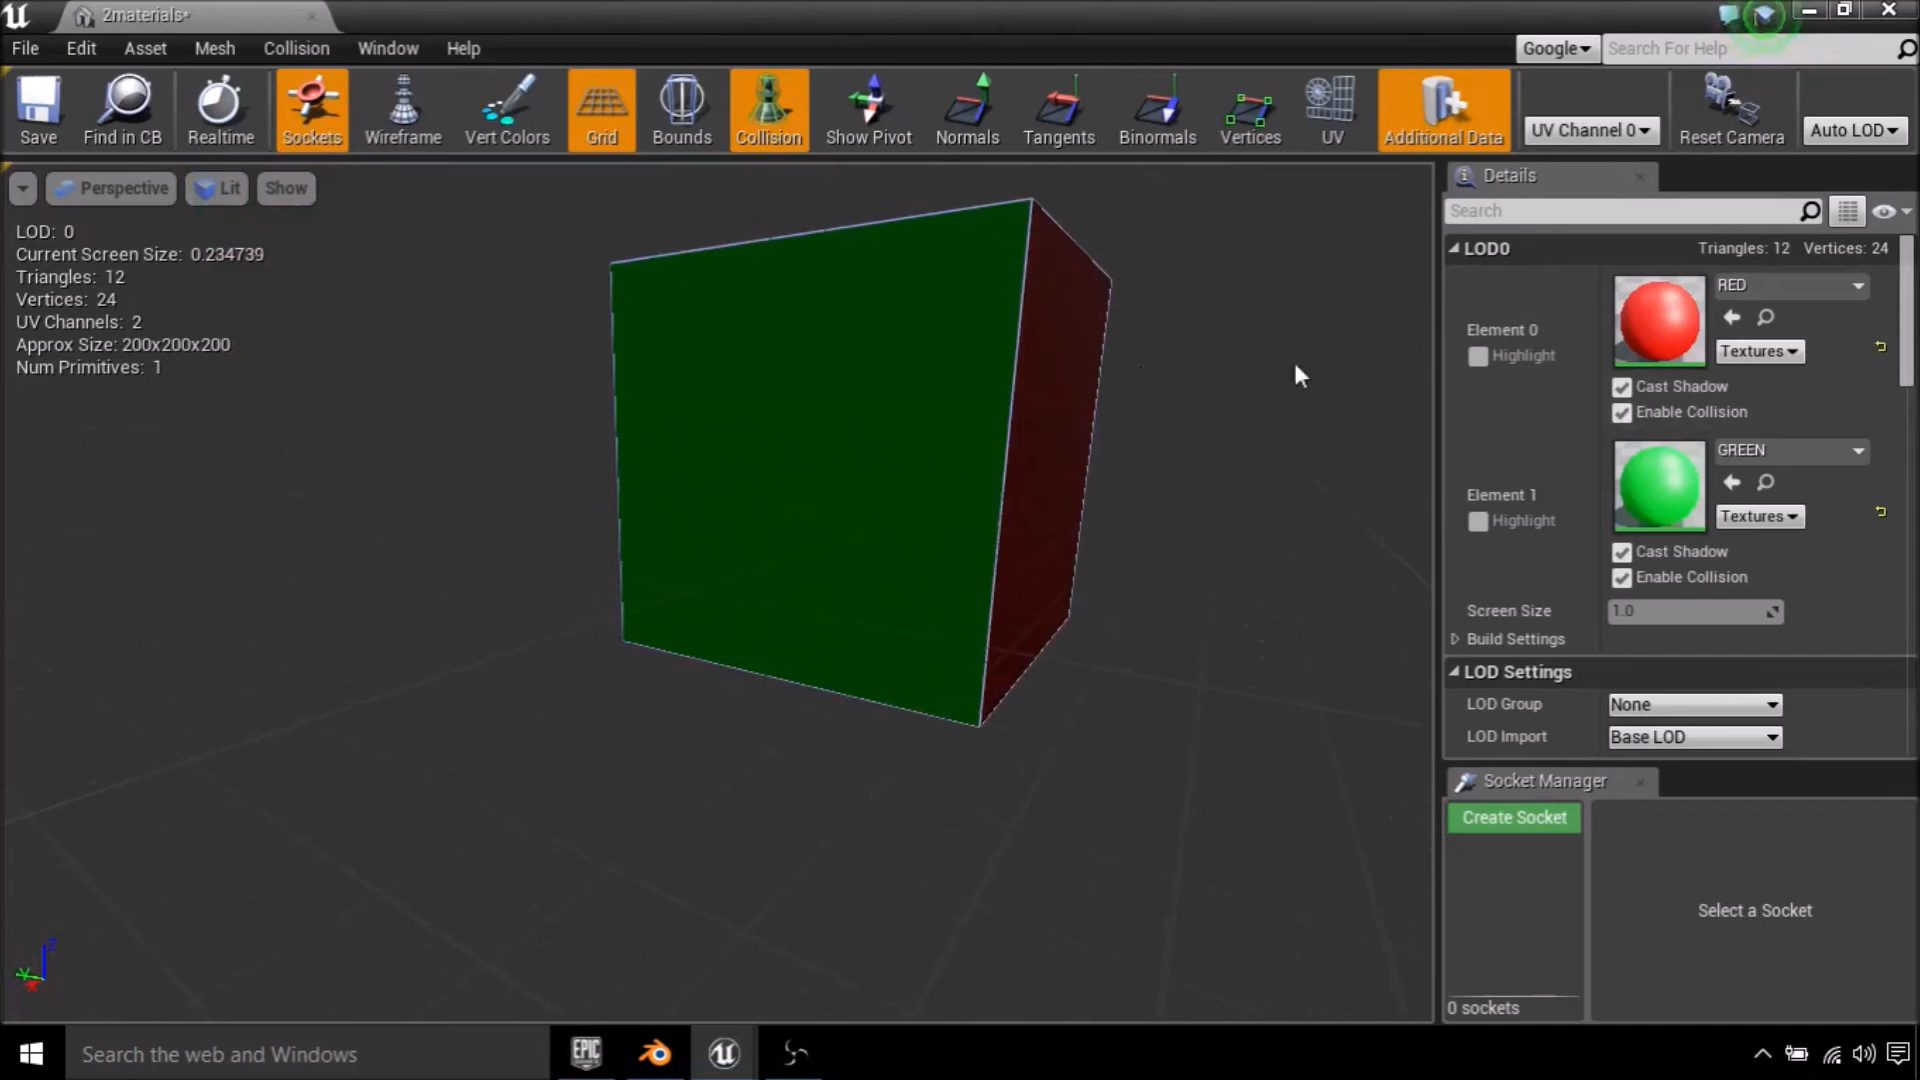 2materials*
File Edit Asset Mesh Collision Window Help
Google Search For Help
Save Find in CB Realtime Sockets Wireframe Vert Colors Grid Bounds Collision Show Pivot Normals Tangents Binormals Vertices UV Additional Data UV Channel 0 Reset Camera Auto LOD
Perspective Lit Show
LOD: 0
Current Screen Size: 0.234739
Triangles: 12
Vertices: 24
UV Channels: 2
Approx Size: 200x200x200
Num Primitives: 1
Z
Y
X
Details
Search
LOD0 Triangles: 12 Vertices: 24
RED
Element 0
Highlight
Textures
Cast Shadow
Enable Collision
GREEN
Element 1
Highlight
Textures
Cast Shadow
Enable Collision
Screen Size 1.0
Build Settings
LOD Settings
LOD Group None
LOD Import Base LOD
Socket Manager
Create Socket
Select a Socket
0 sockets
Search the web and Windows
EPIC